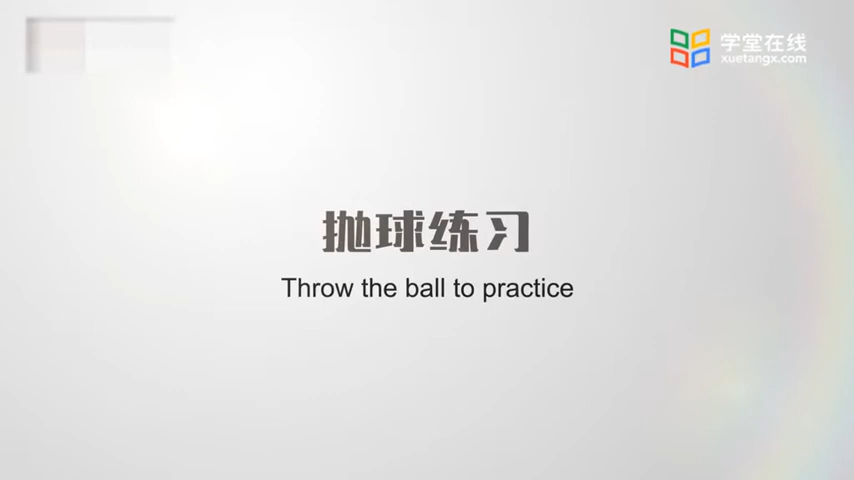 学堂在线
xuetangx.com
抛球练习
Throw the ball to practice